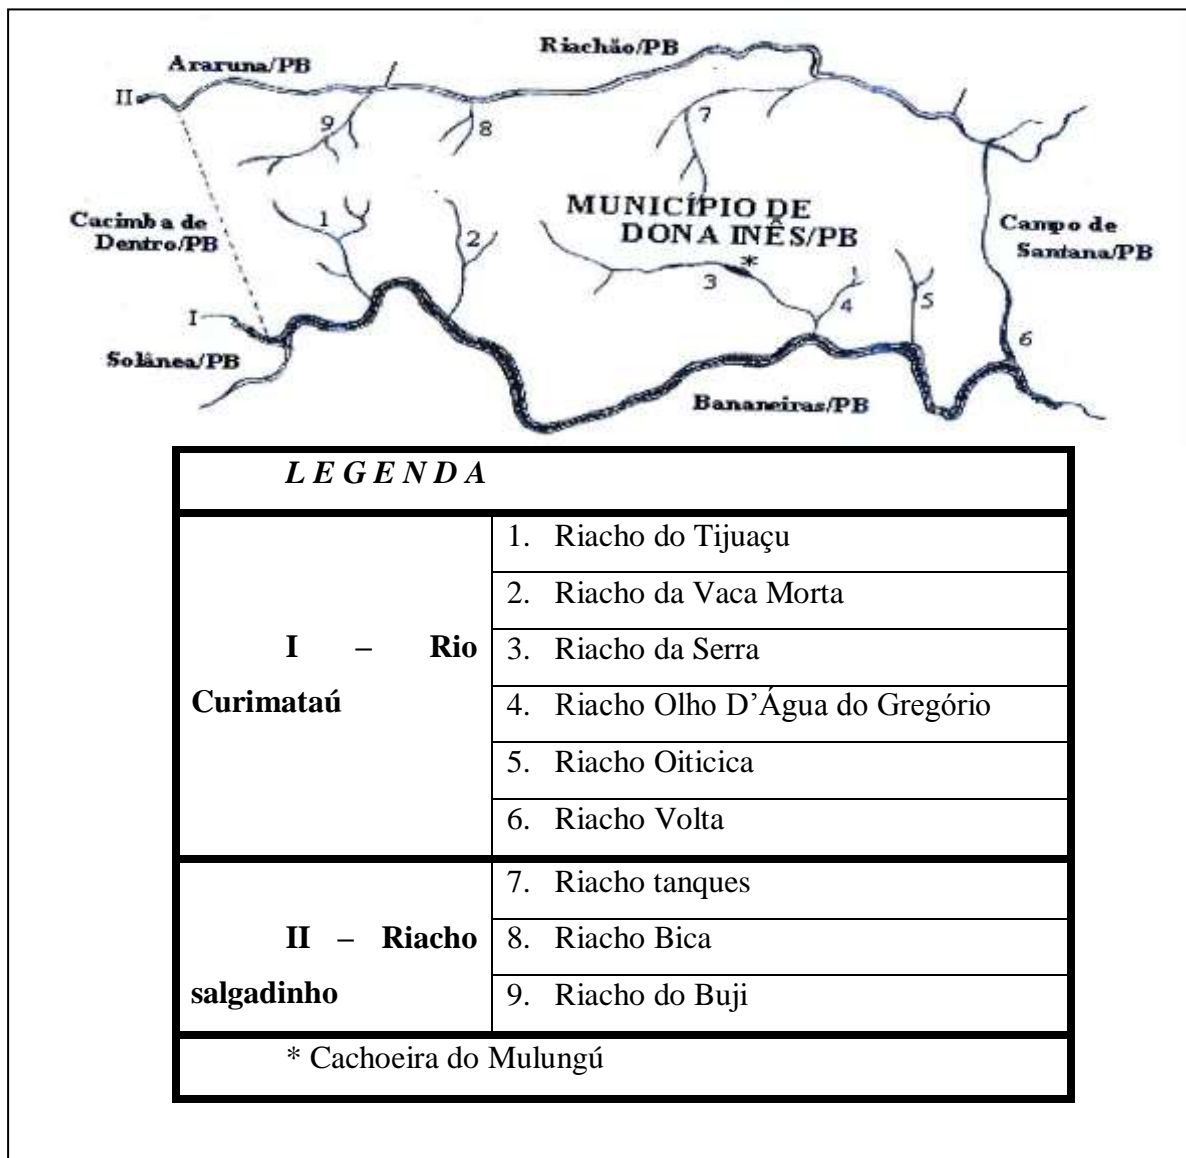 Riachão/PB
Araruna/PB
II
9
8
7
Cacimba de
Dentro/PB
1
2
MUNICÍPIO DE
DONA INÊS/PB
*
3
4
5
Campo de
Santana/PB
I
6
Solânea/PB
Bananeiras/PB
L E G E N D A
I – Rio
Curimataú
1. Riacho do Tijuaçu
2. Riacho da Vaca Morta
3. Riacho da Serra
4. Riacho Olho D’Água do Gregório
5. Riacho Oiticica
6. Riacho Volta
II – Riacho
salgadinho
7. Riacho tanques
8. Riacho Bica
9. Riacho do Buji
* Cachoeira do Mulungú